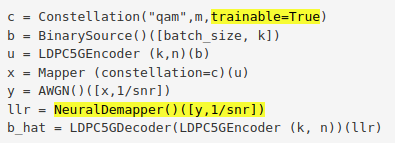 c = Constellation("qam",m,trainable=True)
b = BinarySource()([batch_size, k])
u = LDPC5GEncoder (k,n)(b)
x = Mapper (constellation=c)(u)
y = AWGN()([x,1/snr])
llr = NeuralDemapper()([y,1/snr])
b_hat = LDPC5GDecoder(LDPC5GEncoder (k, n))(llr)